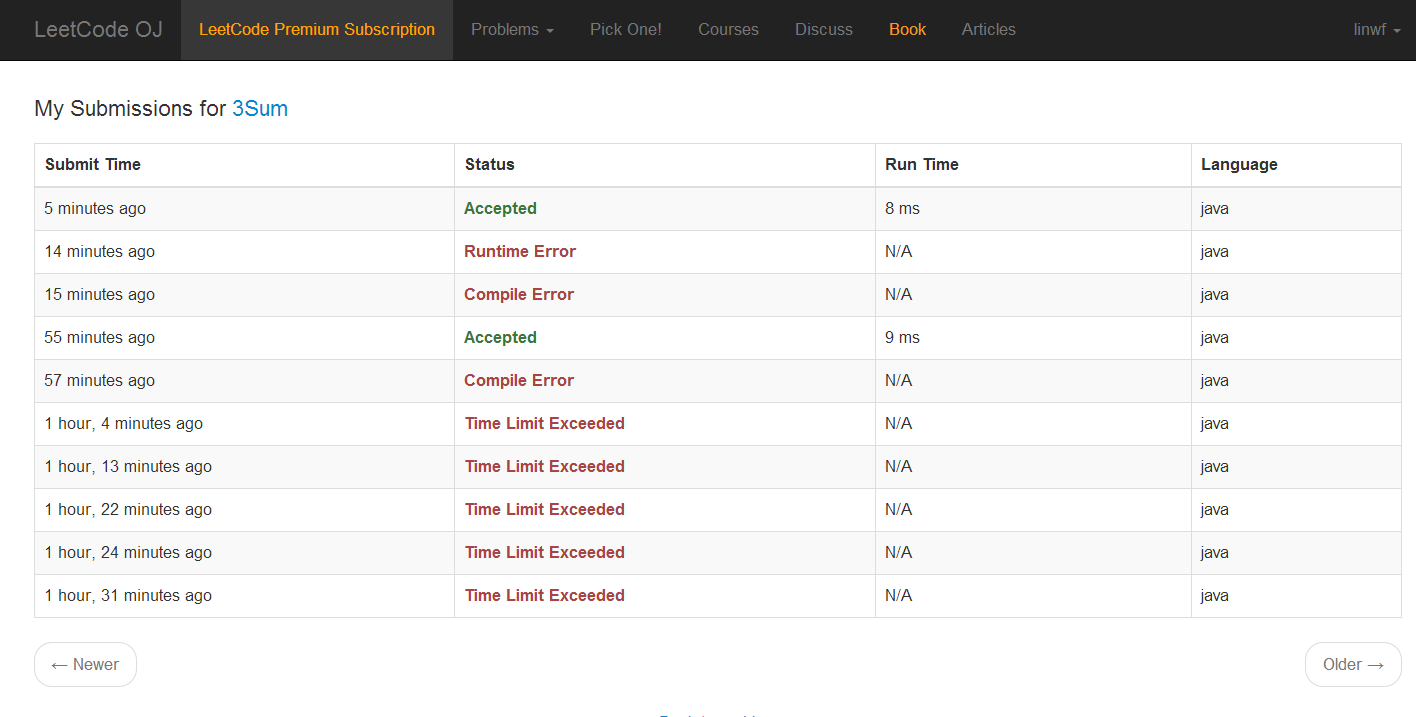 LeetCode OJ LeetCode Premium Subscription Problems Pick One! Courses Discuss Book Articles linwf
My Submissions for 3Sum
Submit Time Status Run Time Language
5 minutes ago Accepted 8 ms java
14 minutes ago Runtime Error N/A java
15 minutes ago Compile Error N/A java
55 minutes ago Accepted 9 ms java
57 minutes ago Compile Error N/A java
1 hour, 4 minutes ago Time Limit Exceeded N/A java
1 hour, 13 minutes ago Time Limit Exceeded N/A java
1 hour, 22 minutes ago Time Limit Exceeded N/A java
1 hour, 24 minutes ago Time Limit Exceeded N/A java
1 hour, 31 minutes ago Time Limit Exceeded N/A java
← Newer Older →